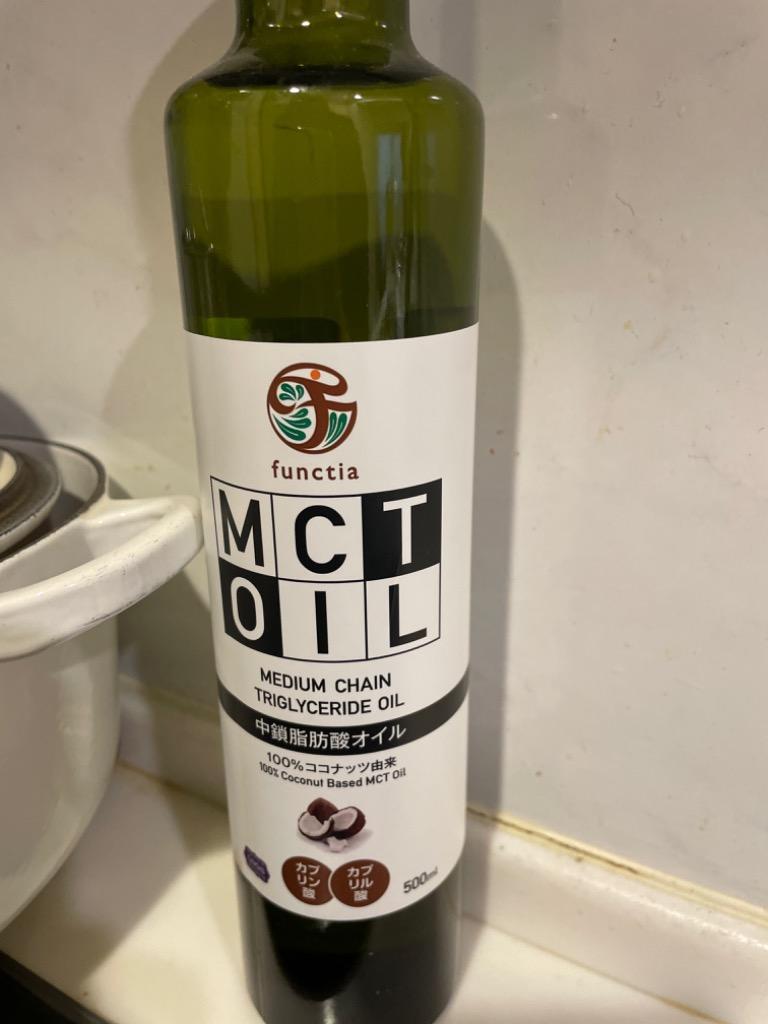 functia
MCT
OIL
MEDIUM CHAIN
TRIGLYCERIDE OIL
中鎖脂肪酸オイル
100%ココナッツ由来
100% Coconut Based MCT Oil
カプ
リン
酸
カプ
リル
酸
500ml